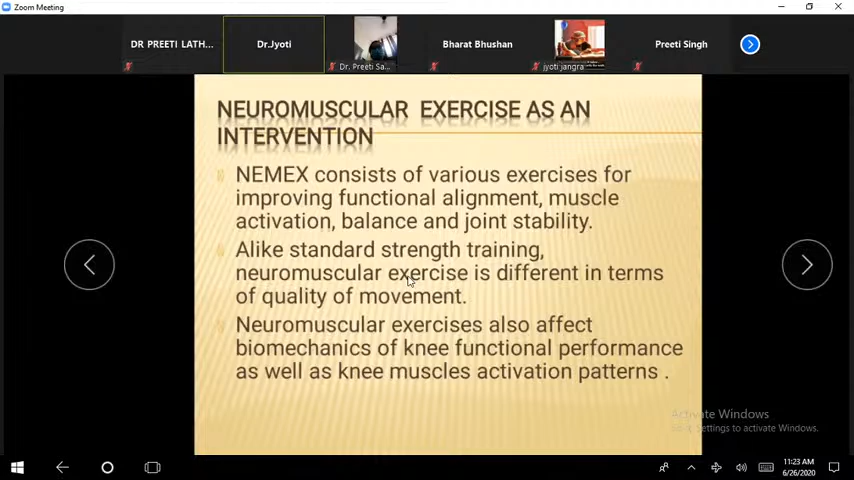 Zoom Meeting
DR PREETI LATH...
Dr.Jyoti
Dr. Preeti Sa...
Bharat Bhushan
jyoti jangra
Preeti Singh
NEUROMUSCULAR EXERCISE AS AN
INTERVENTION
NEMEX consists of various exercises for
improving functional alignment, muscle
activation, balance and joint stability.
Alike standard strength training,
neuromuscular exercise is different in terms
of quality of movement.
Neuromuscular exercises also affect
biomechanics of knee functional performance
as well as knee muscles activation patterns .
Activate Windows
Go to Settings to activate Windows.
11:23 AM
6/26/2020